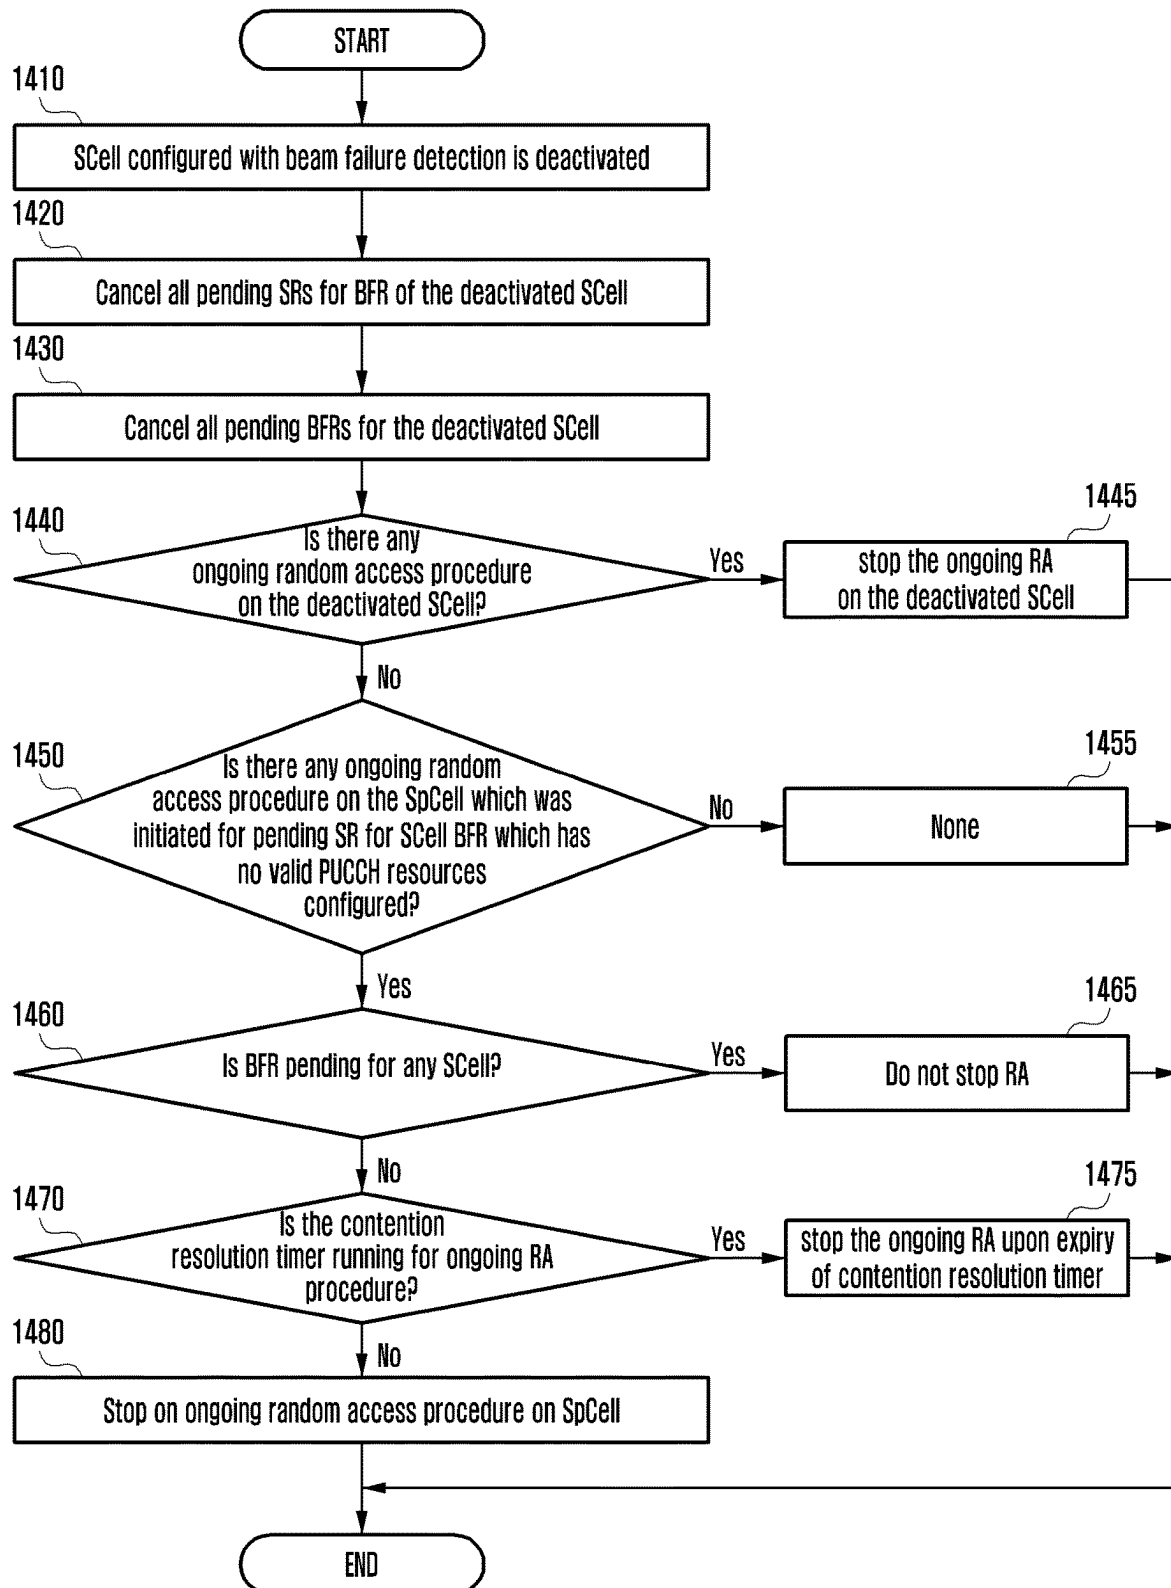 START
1410
SCell configured with beam failure detection is deactivated
1420
Cancel all pending SRs for BFR of the deactivated SCell
1430
Cancel all pending BFRs for the deactivated SCell
1440
Is there any
ongoing random access procedure
on the deactivated SCell?
Yes
1445
stop the ongoing RA
on the deactivated SCell
No
1450
Is there any ongoing random
access procedure on the SpCell which was
initiated for pending SR for SCell BFR which has
no valid PUCCH resources
configured?
No
1455
None
Yes
1460
Is BFR pending for any SCell?
Yes
1465
Do not stop RA
No
1470
Is the contention
resolution timer running for ongoing RA
procedure?
Yes
1475
stop the ongoing RA upon expiry
of contention resolution timer
No
1480
Stop on ongoing random access procedure on SpCell
END